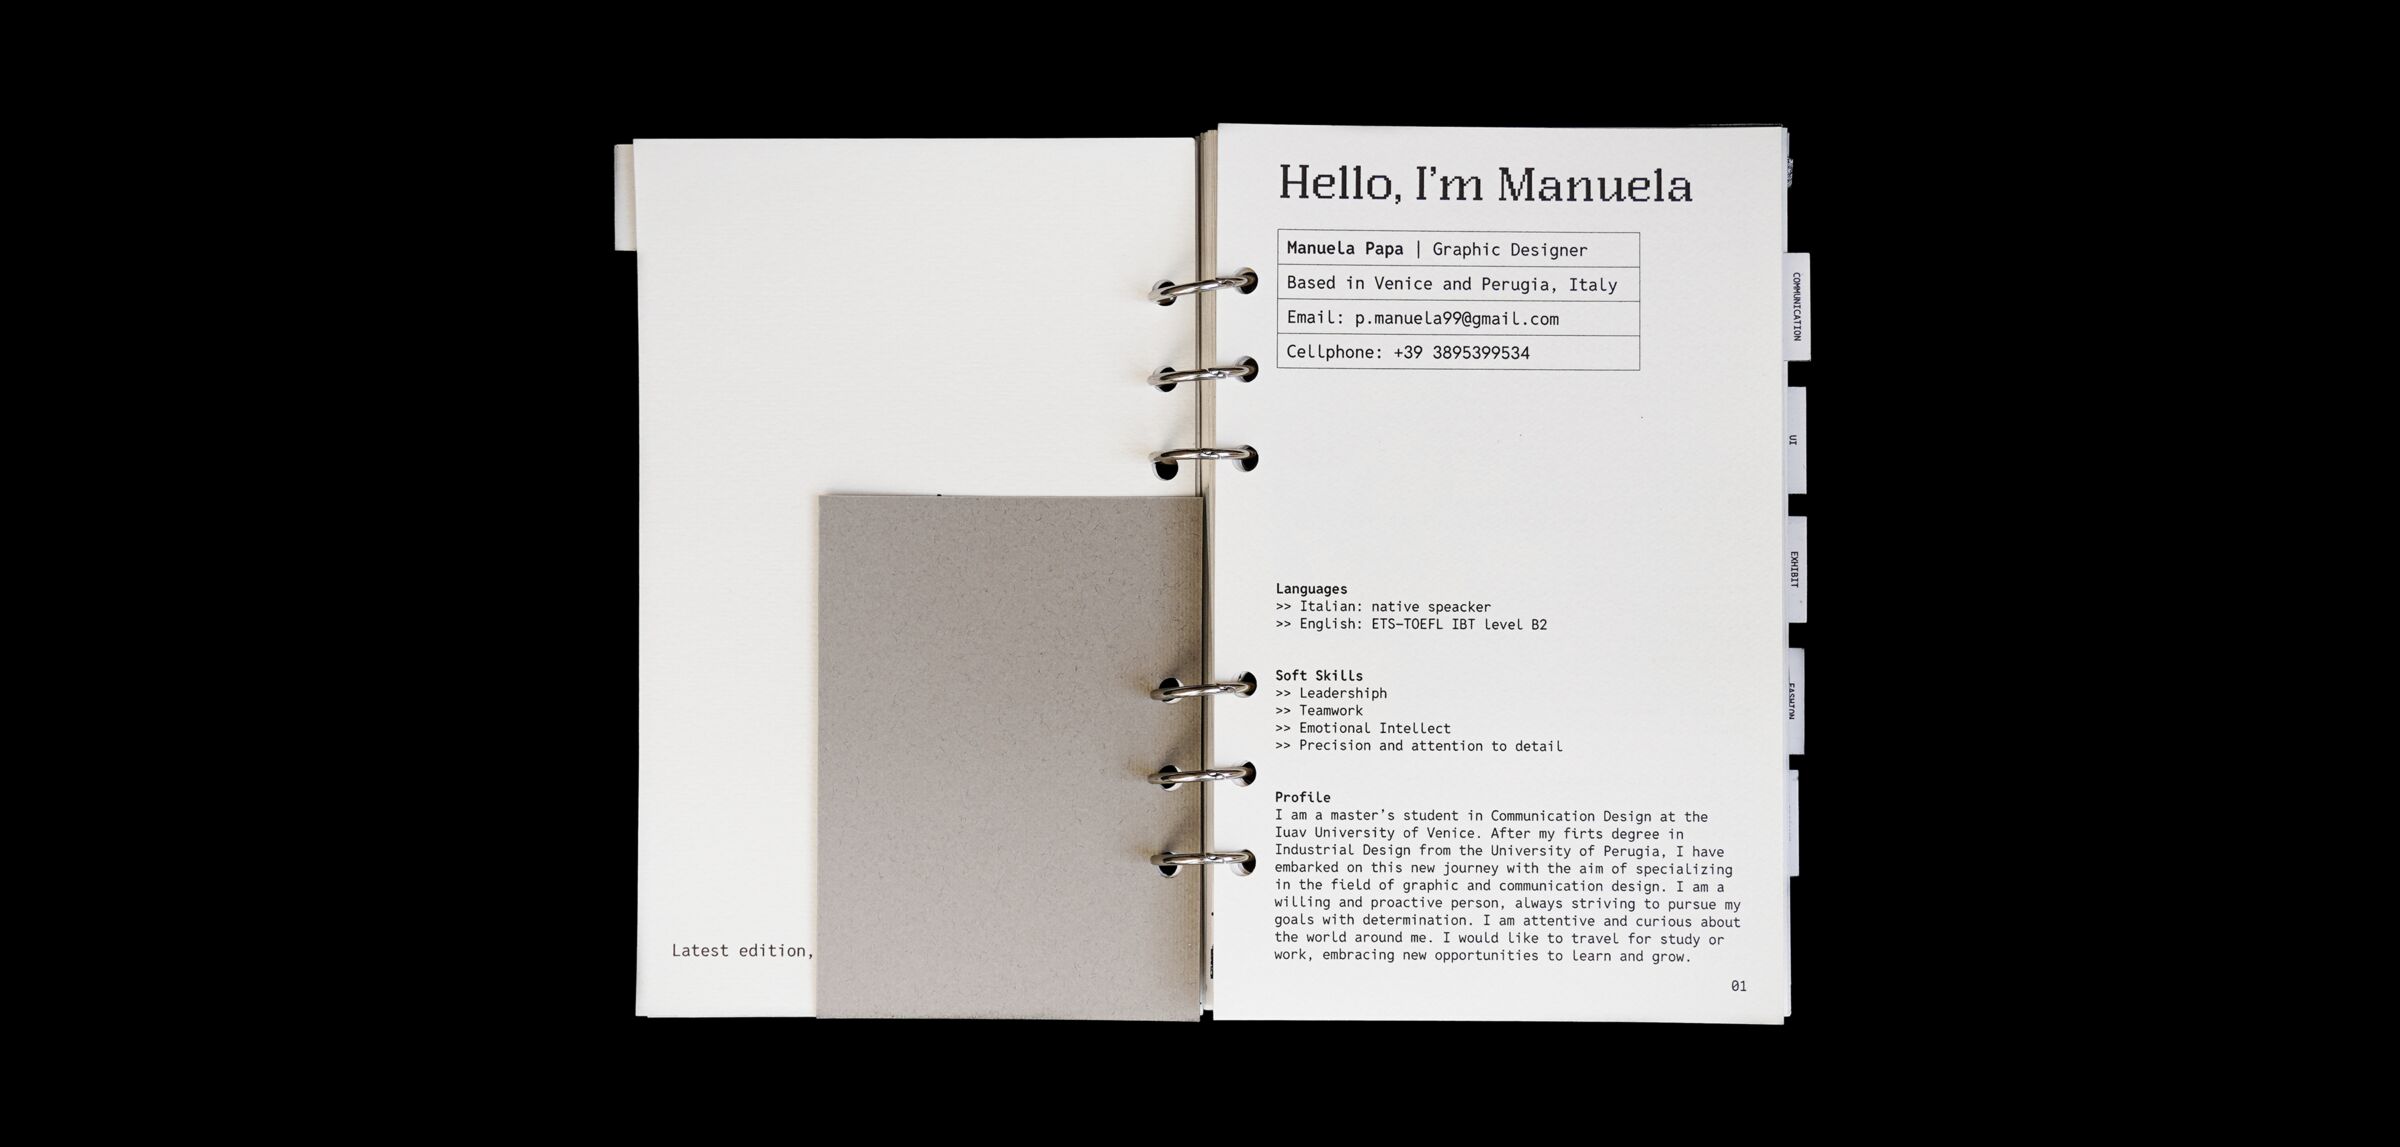 Latest edition,
Hello, I'm Manuela
Manuela Papa | Graphic Designer
Based in Venice and Perugia, Italy
Email: p.manuela99@gmail.com
Cellphone: +39 3895399534
Languages
>> Italian: native speacker
>> English: ETS-TOEFL IBT level B2
Soft Skills
>> Leadershiph
>> Teamwork
>> Emotional Intellect
>> Precision and attention to detail
Profile
I am a master's student in Communication Design at the
Iuav University of Venice. After my firts degree in
Industrial Design from the University of Perugia, I have
embarked on this new journey with the aim of specializing
in the field of graphic and communication design. I am a
willing and proactive person, always striving to pursue my
goals with determination. I am attentive and curious about
the world around me. I would like to travel for study or
work, embracing new opportunities to learn and grow.
01
COMMUNICATION
UI
EXHIBIT
FASHION